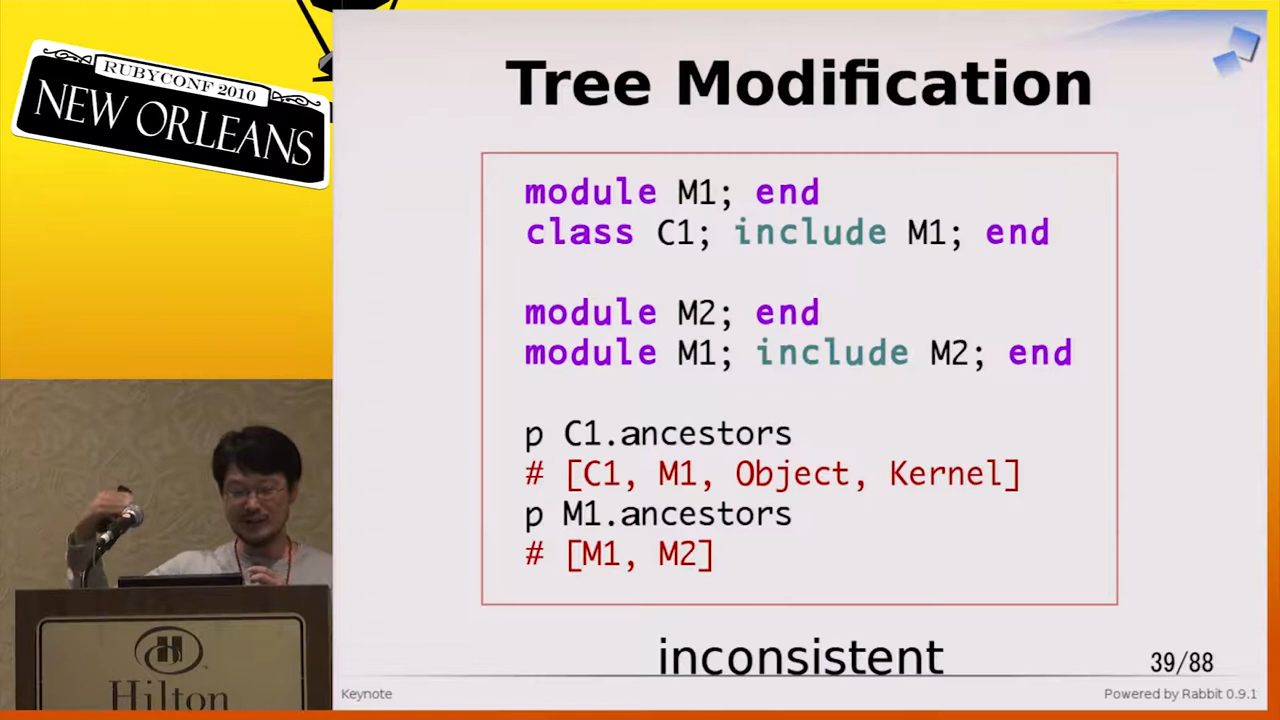 RUBYCONF 2010
NEW ORLEANS
Tree Modification
module M1; end
class C1; include M1; end
module M2; end
module M1; include M2; end
p C1.ancestors
# [C1, M1, Object, Kernel]
p M1.ancestors
# [M1, M2]
inconsistent
39/88
Keynote
Powered by Rabbit 0.9.1
H
Hilton